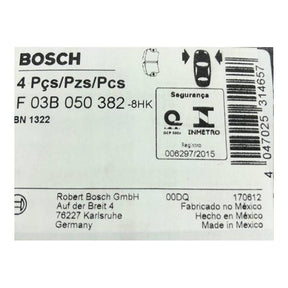 BOSCH
4 Pçs/Pzs/Pcs
F 03B 050 382-8HK
BN 1322
Segurança
INMETRO
Registro
006297/2015
4 047025 314657
Robert Bosch GmbH
Auf der Breit 4
76227 Karlsruhe
Germany
00DQ 170612
Fabricado no México
Hecho en México
Made in Mexico